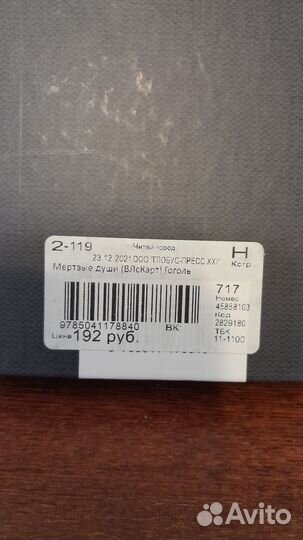 2-119 Читай-город Н
23.12.2021 ООО "ГЛОБУС-ПРЕСС XXI" Кстр
Мертвые души (ВЛсКарт) Гоголь
717
Номер
45858103
Код
2829180
ТБК
11-1100
9785041178840 ВК:
Цена 192 руб.
Avito